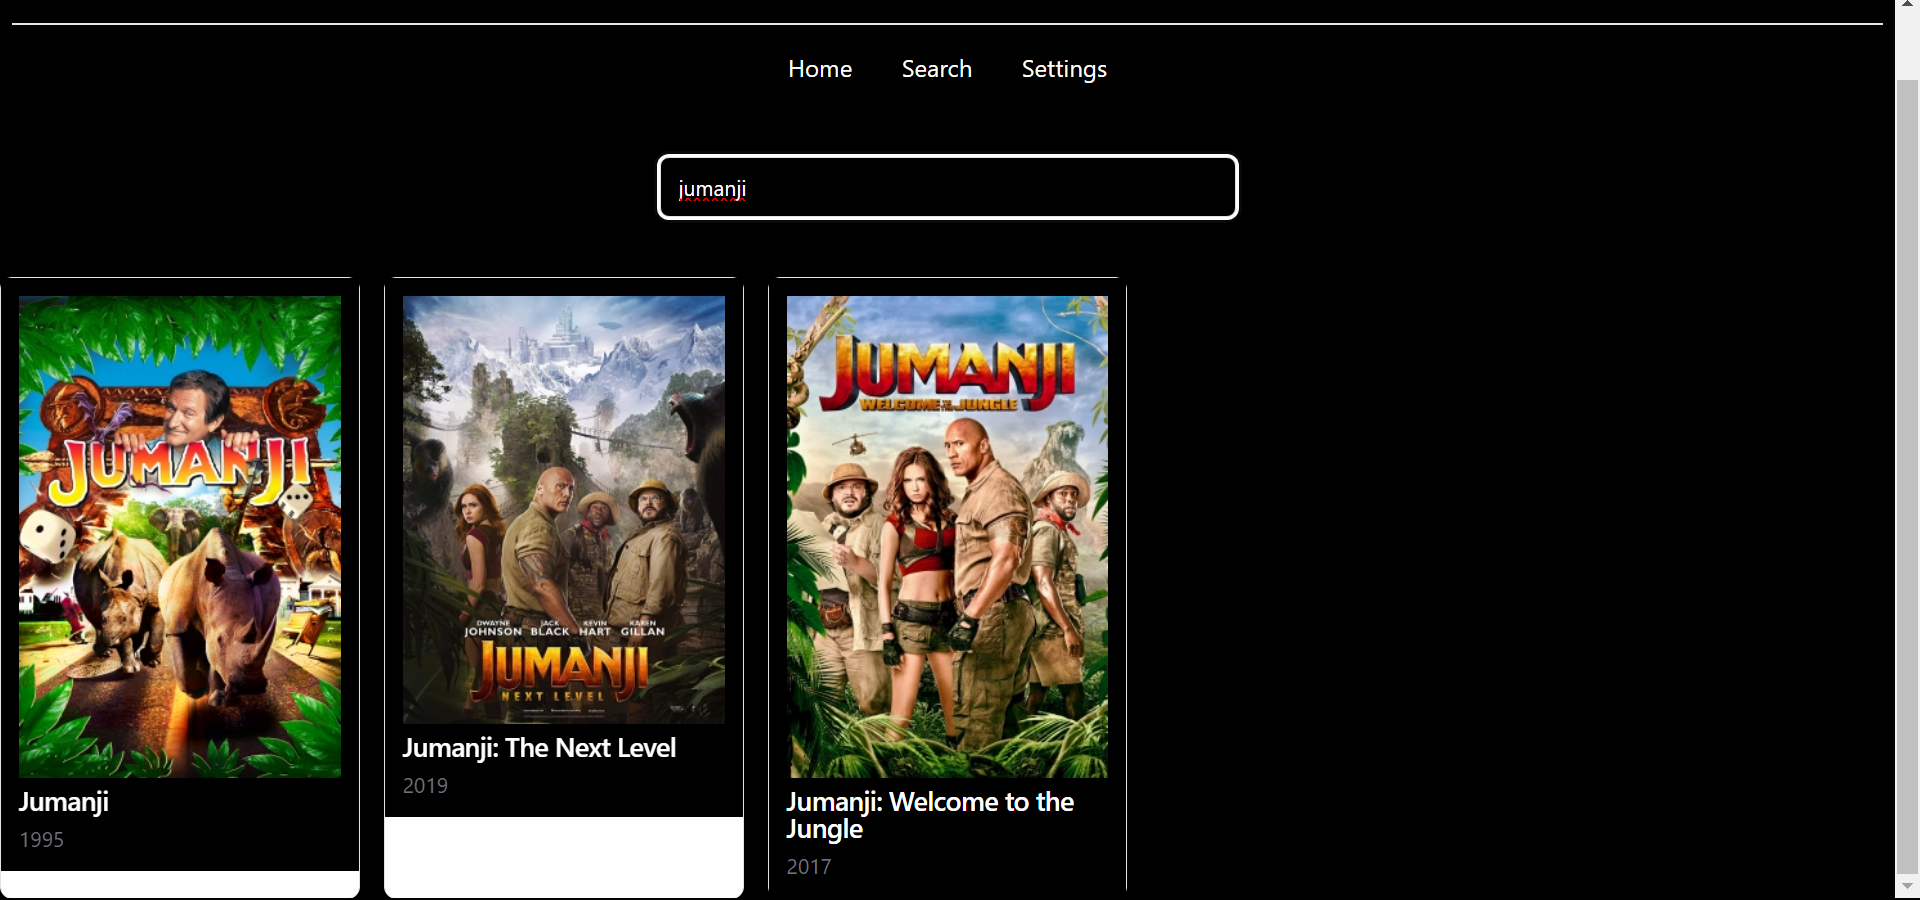 Home Search Settings
jumanji
JUMANJI
Jumanji
1995
DWAYNE JACK KEVIN KAREN
JOHNSON BLACK HART GILLAN
JUMANJI
NEXT LEVEL
Jumanji: The Next Level
2019
JUMANJI
WELCOME TO THE JUNGLE
Jumanji: Welcome to the
Jungle
2017